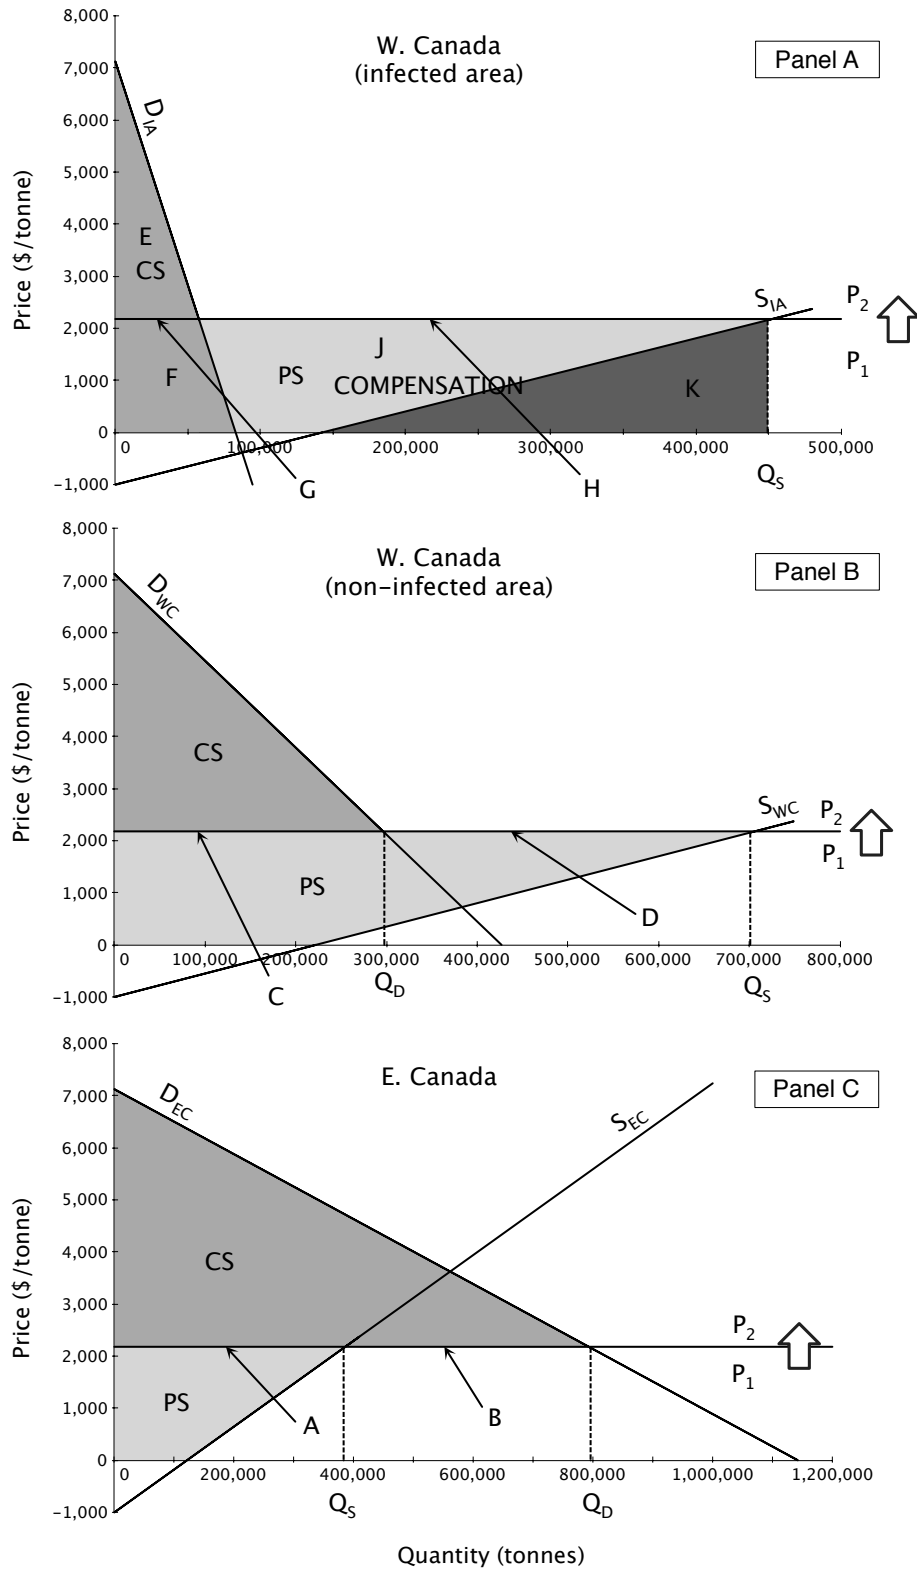 8,000
W. Canada
(infected area)
Panel A
7,000
D_IA
6,000
5,000
4,000
E
CS
3,000
Price ($/tonne)
S_IA
P_2
2,000
J
P_1
F
PS
COMPENSATION
K
1,000
0
0
100,000
200,000
300,000
400,000
500,000
Q_S
−1,000
G
H
8,000
W. Canada
(non-infected area)
Panel B
7,000
D_WC
6,000
5,000
4,000
CS
3,000
Price ($/tonne)
S_WC
P_2
2,000
P_1
PS
1,000
D
0
0
100,000
200,000
300,000
400,000
500,000
600,000
700,000
800,000
Q_D
Q_S
−1,000
C
8,000
E. Canada
Panel C
7,000
D_EC
S_EC
6,000
5,000
4,000
CS
3,000
Price ($/tonne)
P_2
2,000
P_1
PS
A
B
1,000
0
0
200,000
400,000
600,000
800,000
1,000,000
1,200,000
Q_S
Q_D
−1,000
Quantity (tonnes)